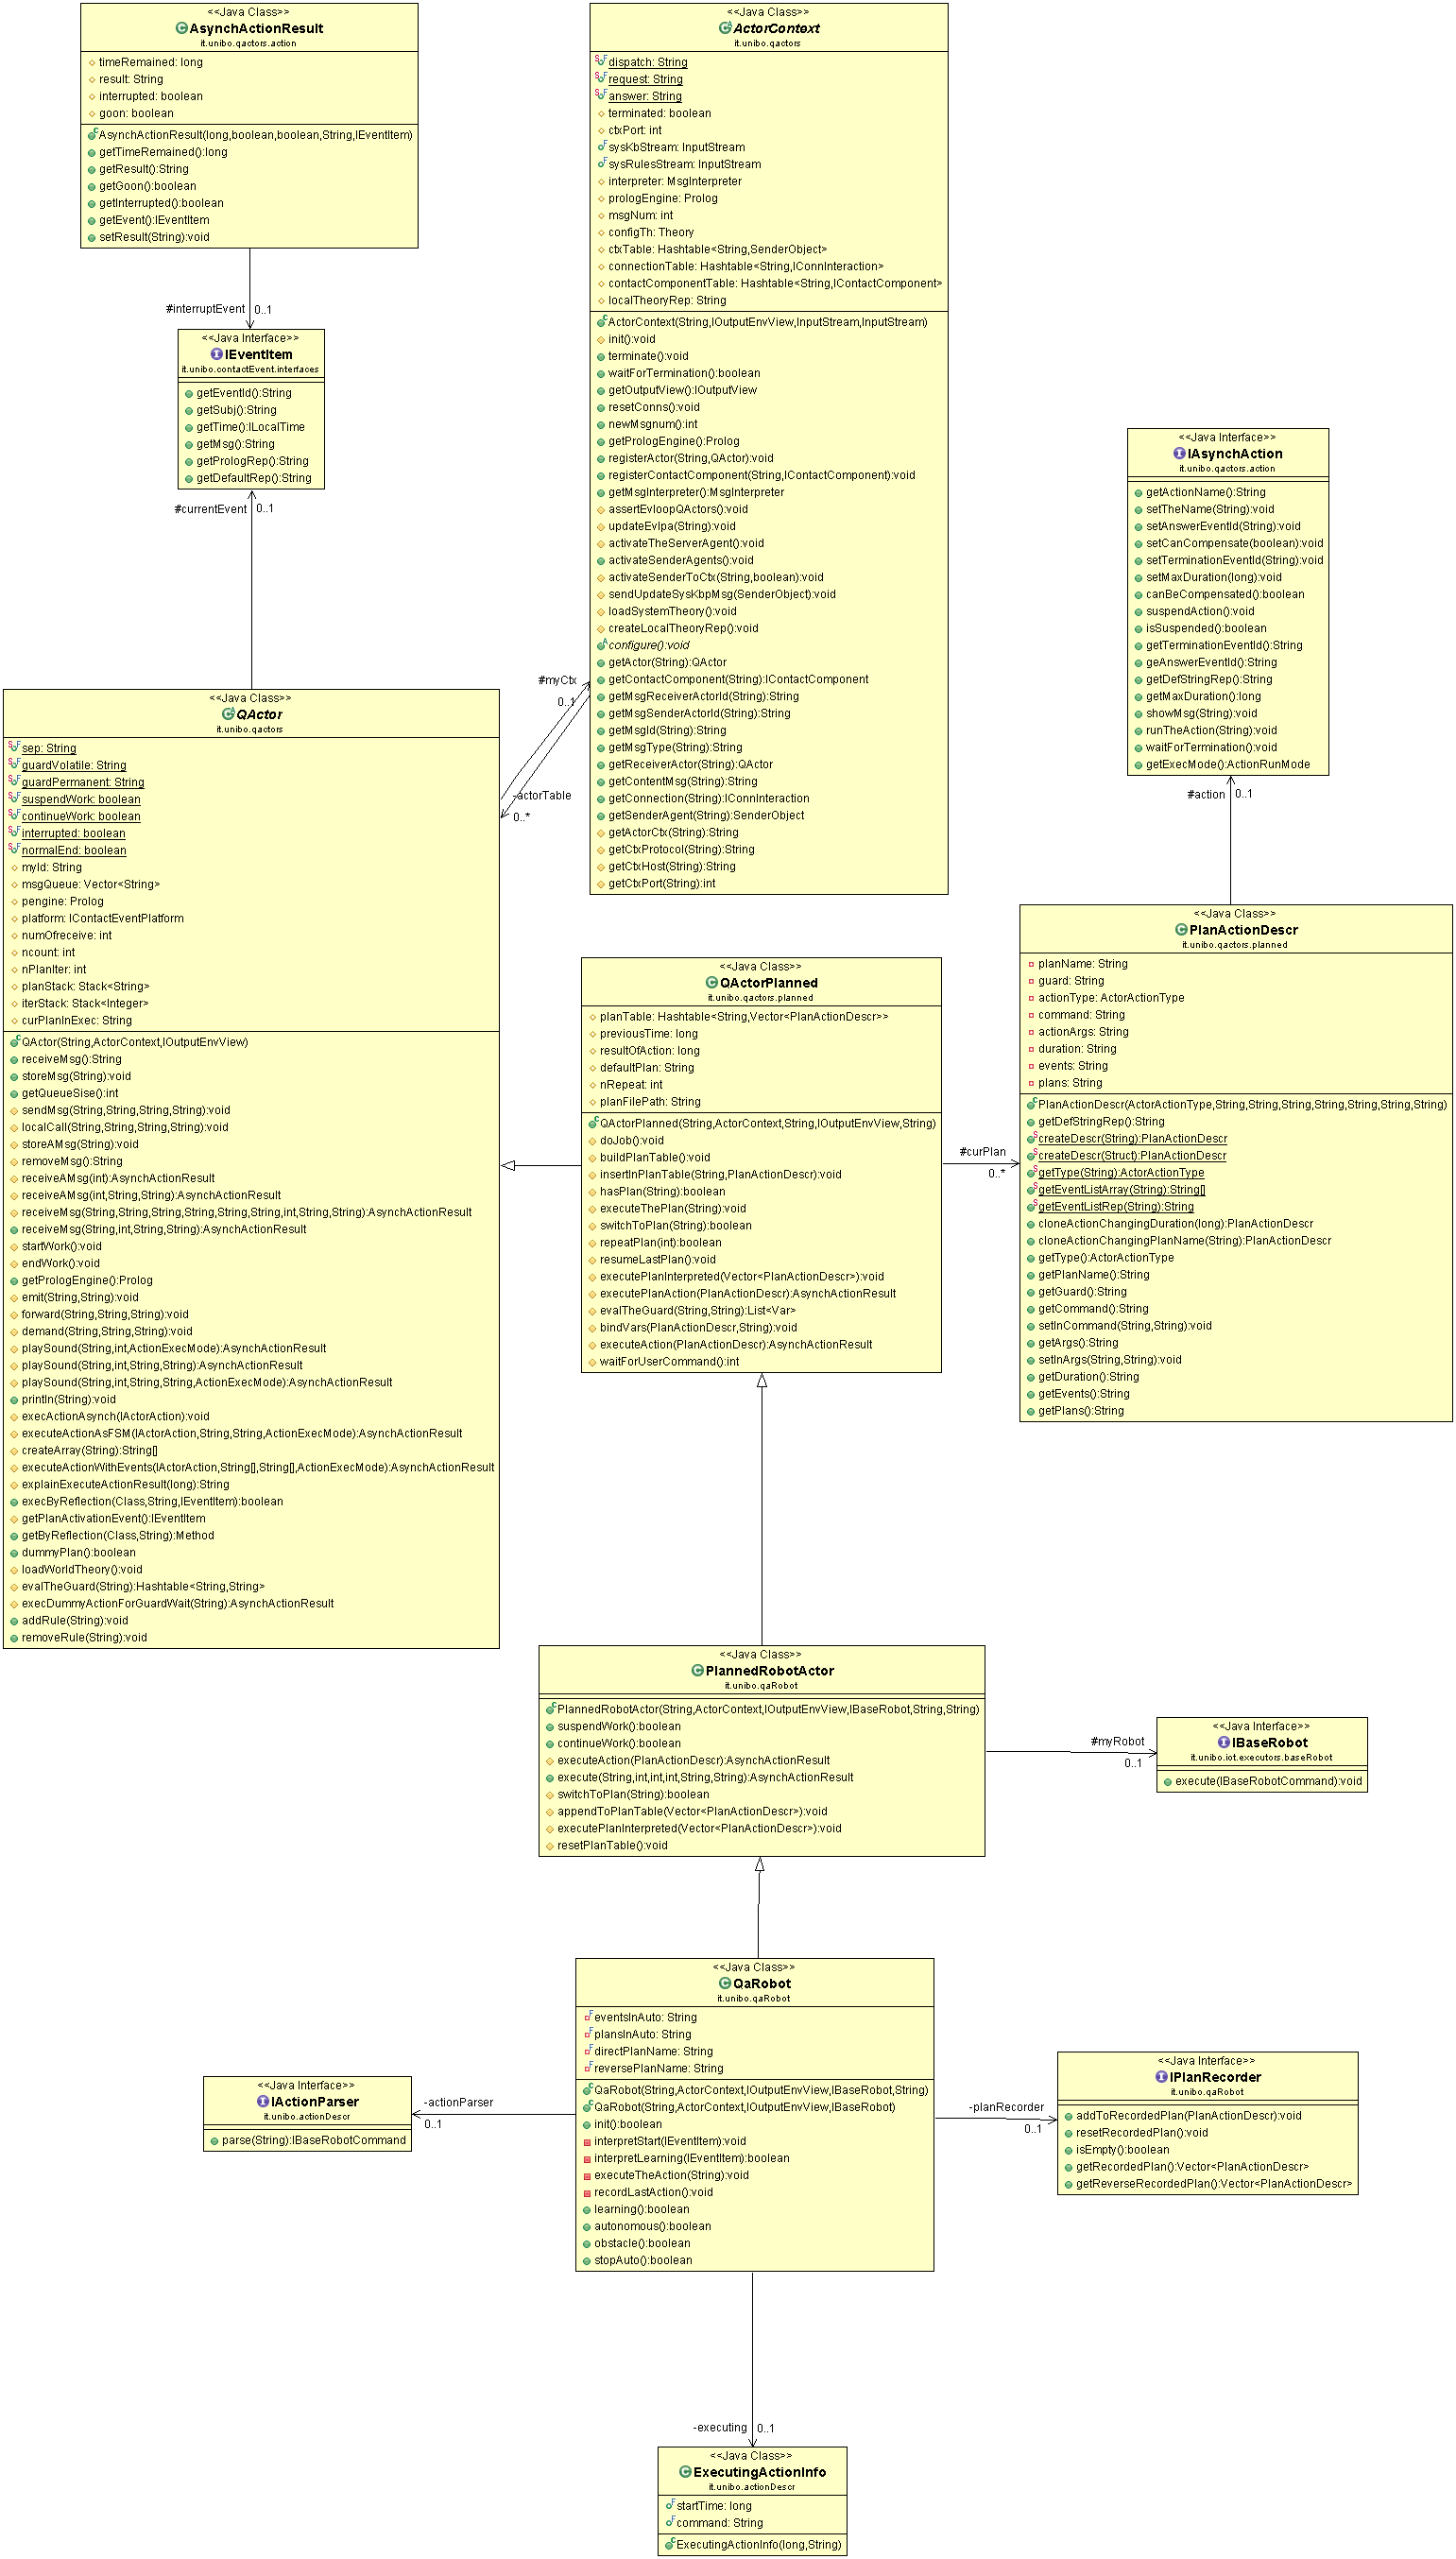 <<Java Class>>
AsynchActionResult
it.unibo.qactors.action
timeRemained: long
result: String
interrupted: boolean
goon: boolean
AsynchActionResult(long,boolean,boolean,String,IEventItem)
getTimeRemained():long
getResult():String
getGoon():boolean
getInterrupted():boolean
getEvent():IEventItem
setResult(String):void
#interruptEvent
0..1
<<Java Interface>>
IEventItem
it.unibo.contactEvent.interfaces
getEventId():String
getSubj():String
getTime():ILocalTime
getMsg():String
getPrologRep():String
getDefaultRep():String
#currentEvent
0..1
<<Java Class>>
ActorContext
it.unibo.qactors
dispatch: String
request: String
answer: String
terminated: boolean
ctxPort: int
sysKbStream: InputStream
sysRulesStream: InputStream
interpreter: MsgInterpreter
prologEngine: Prolog
msgNum: int
configTh: Theory
ctxTable: Hashtable<String,SenderObject>
connectionTable: Hashtable<String,IConnInteraction>
contactComponentTable: Hashtable<String,IContactComponent>
localTheoryRep: String
ActorContext(String,IOutputEnvView,InputStream,InputStream)
init():void
terminate():void
waitForTermination():boolean
getOutputView():IOutputView
resetConns():void
newMsgnum():int
getPrologEngine():Prolog
registerActor(String,QActor):void
registerContactComponent(String,IContactComponent):void
getMsgInterpreter():MsgInterpreter
assertEvloopQActors():void
updateEvlpa(String):void
activateTheServerAgent():void
activateSenderAgents():void
activateSenderToCtx(String,boolean):void
sendUpdateSysKbpMsg(SenderObject):void
loadSystemTheory():void
createLocalTheoryRep():void
configure():void
getActor(String):QActor
getContactComponent(String):IContactComponent
getMsgReceiverActorId(String):String
getMsgSenderActorId(String):String
getMsgId(String):String
getMsgType(String):String
getReceiverActor(String):QActor
getContentMsg(String):String
getConnection(String):IConnInteraction
getSenderAgent(String):SenderObject
getActorCtx(String):String
getCtxProtocol(String):String
getCtxHost(String):String
getCtxPort(String):int
#myCtx
0..1
-actorTable
0..*
<<Java Interface>>
IAsynchAction
it.unibo.qactors.action
getActionName():String
setTheName(String):void
setAnswerEventId(String):void
setCanCompensate(boolean):void
setTerminationEventId(String):void
setMaxDuration(long):void
canBeCompensated():boolean
suspendAction():void
isSuspended():boolean
getTerminationEventId():String
geAnswerEventId():String
getDefStringRep():String
getMaxDuration():long
showMsg(String):void
runTheAction(String):void
waitForTermination():void
getExecMode():ActionRunMode
#action
0..1
<<Java Class>>
QActor
it.unibo.qactors
sep: String
guardVolatile: String
guardPermanent: String
suspendWork: boolean
continueWork: boolean
interrupted: boolean
normalEnd: boolean
myId: String
msgQueue: Vector<String>
pengine: Prolog
platform: IContactEventPlatform
numOfreceive: int
ncount: int
nPlanIter: int
planStack: Stack<String>
iterStack: Stack<Integer>
curPlanInExec: String
QActor(String,ActorContext,IOutputEnvView)
receiveMsg():String
storeMsg(String):void
getQueueSise():int
sendMsg(String,String,String,String):void
localCall(String,String,String,String):void
storeAMsg(String):void
removeMsg():String
receiveAMsg(int):AsynchActionResult
receiveAMsg(int,String,String):AsynchActionResult
receiveMsg(String,String,String,String,String,String,int,String,String):AsynchActionResult
receiveMsg(String,int,String,String):AsynchActionResult
startWork():void
endWork():void
getPrologEngine():Prolog
emit(String,String):void
forward(String,String,String):void
demand(String,String,String):void
playSound(String,int,ActionExecMode):AsynchActionResult
playSound(String,int,String,String):AsynchActionResult
playSound(String,int,String,String,ActionExecMode):AsynchActionResult
println(String):void
execActionAsynch(IActorAction):void
executeActionAsFSM(IActorAction,String,String,ActionExecMode):AsynchActionResult
createArray(String):String[]
executeActionWithEvents(IActorAction,String[],String[],ActionExecMode):AsynchActionResult
explainExecuteActionResult(long):String
execByReflection(Class,String,IEventItem):boolean
getPlanActivationEvent():IEventItem
getByReflection(Class,String):Method
dummyPlan():boolean
loadWorldTheory():void
evalTheGuard(String):Hashtable<String,String>
execDummyActionForGuardWait(String):AsynchActionResult
addRule(String):void
removeRule(String):void
<<Java Class>>
QActorPlanned
it.unibo.qactors.planned
planTable: Hashtable<String,Vector<PlanActionDescr>>
previousTime: long
resultOfAction: long
defaultPlan: String
nRepeat: int
planFilePath: String
QActorPlanned(String,ActorContext,String,IOutputEnvView,String)
doJob():void
buildPlanTable():void
insertInPlanTable(String,PlanActionDescr):void
hasPlan(String):boolean
executeThePlan(String):void
switchToPlan(String):boolean
repeatPlan(int):boolean
resumeLastPlan():void
executePlanInterpreted(Vector<PlanActionDescr>):void
executePlanAction(PlanActionDescr):AsynchActionResult
evalTheGuard(String,String):List<Var>
bindVars(PlanActionDescr,String):void
executeAction(PlanActionDescr):AsynchActionResult
waitForUserCommand():int
#curPlan
0..*
<<Java Class>>
PlanActionDescr
it.unibo.qactors.planned
planName: String
guard: String
actionType: ActorActionType
command: String
actionArgs: String
duration: String
events: String
plans: String
PlanActionDescr(ActorActionType,String,String,String,String,String,String)
getDefStringRep():String
createDescr(String):PlanActionDescr
createDescr(Struct):PlanActionDescr
getType(String):ActorActionType
getEventListArray(String):String[]
getEventListRep(String):String
cloneActionChangingDuration(long):PlanActionDescr
cloneActionChangingPlanName(String):PlanActionDescr
getType():ActorActionType
getPlanName():String
getGuard():String
getCommand():String
setInCommand(String,String):void
getArgs():String
setInArgs(String,String):void
getDuration():String
getEvents():String
getPlans():String
<<Java Class>>
PlannedRobotActor
it.unibo.qaRobot
PlannedRobotActor(String,ActorContext,IOutputEnvView,IBaseRobot,String,String)
suspendWork():boolean
continueWork():boolean
executeAction(PlanActionDescr):AsynchActionResult
execute(String,int,int,int,String,String):AsynchActionResult
switchToPlan(String):boolean
appendToPlanTable(Vector<PlanActionDescr>):void
executePlanInterpreted(Vector<PlanActionDescr>):void
resetPlanTable():void
#myRobot
0..1
<<Java Interface>>
IBaseRobot
it.unibo.iot.executors.baseRobot
execute(IBaseRobotCommand):void
<<Java Class>>
QaRobot
it.unibo.qaRobot
eventsInAuto: String
plansInAuto: String
directPlanName: String
reversePlanName: String
QaRobot(String,ActorContext,IOutputEnvView,IBaseRobot,String)
QaRobot(String,ActorContext,IOutputEnvView,IBaseRobot)
init():boolean
interpretStart(IEventItem):void
interpretLearning(IEventItem):boolean
executeTheAction(String):void
recordLastAction():void
learning():boolean
autonomous():boolean
obstacle():boolean
stopAuto():boolean
-actionParser
0..1
<<Java Interface>>
IActionParser
it.unibo.actionDescr
parse(String):IBaseRobotCommand
-planRecorder
0..1
<<Java Interface>>
IPlanRecorder
it.unibo.qaRobot
addToRecordedPlan(PlanActionDescr):void
resetRecordedPlan():void
isEmpty():boolean
getRecordedPlan():Vector<PlanActionDescr>
getReverseRecordedPlan():Vector<PlanActionDescr>
-executing
0..1
<<Java Class>>
ExecutingActionInfo
it.unibo.actionDescr
startTime: long
command: String
ExecutingActionInfo(long,String)